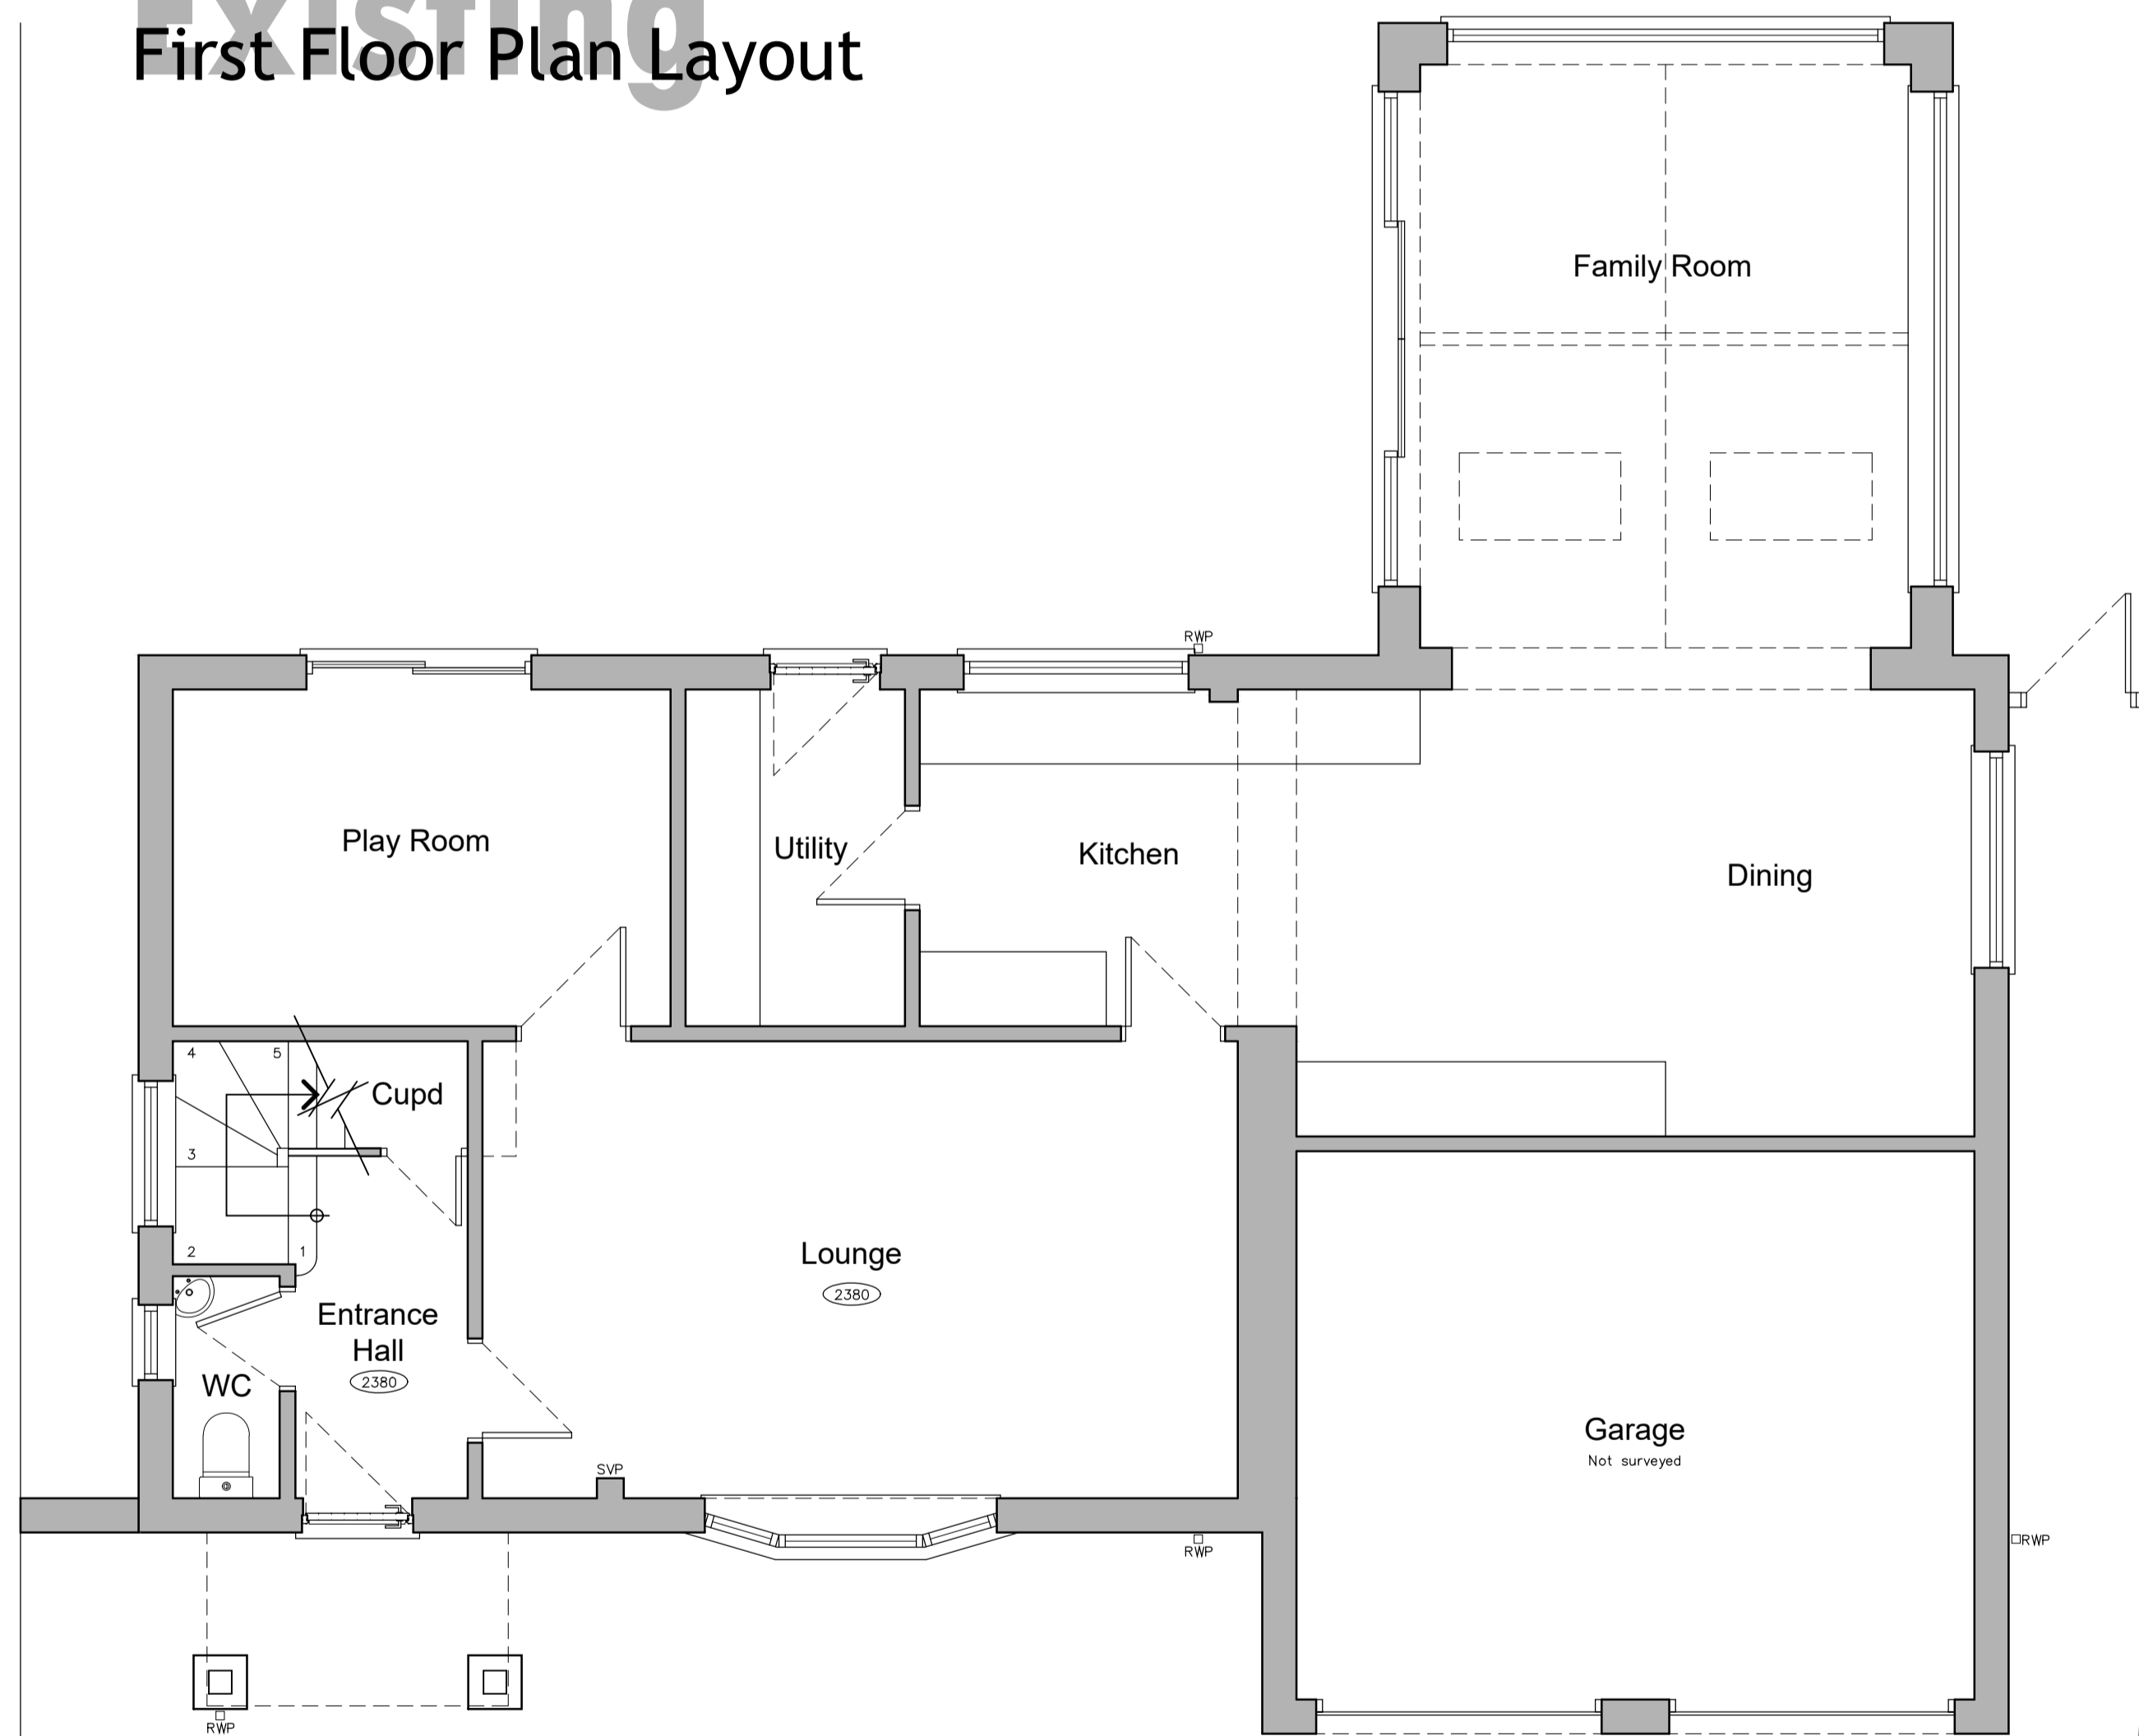 Existing
First Floor Plan Layout
Family Room
RWP
Play Room
Utility
Kitchen
Dining
4
5
Cupd
3
2
1
Lounge
2380
Entrance
Hall
2380
WC
Garage
Not surveyed
SVP
RWP
RWP
RWP